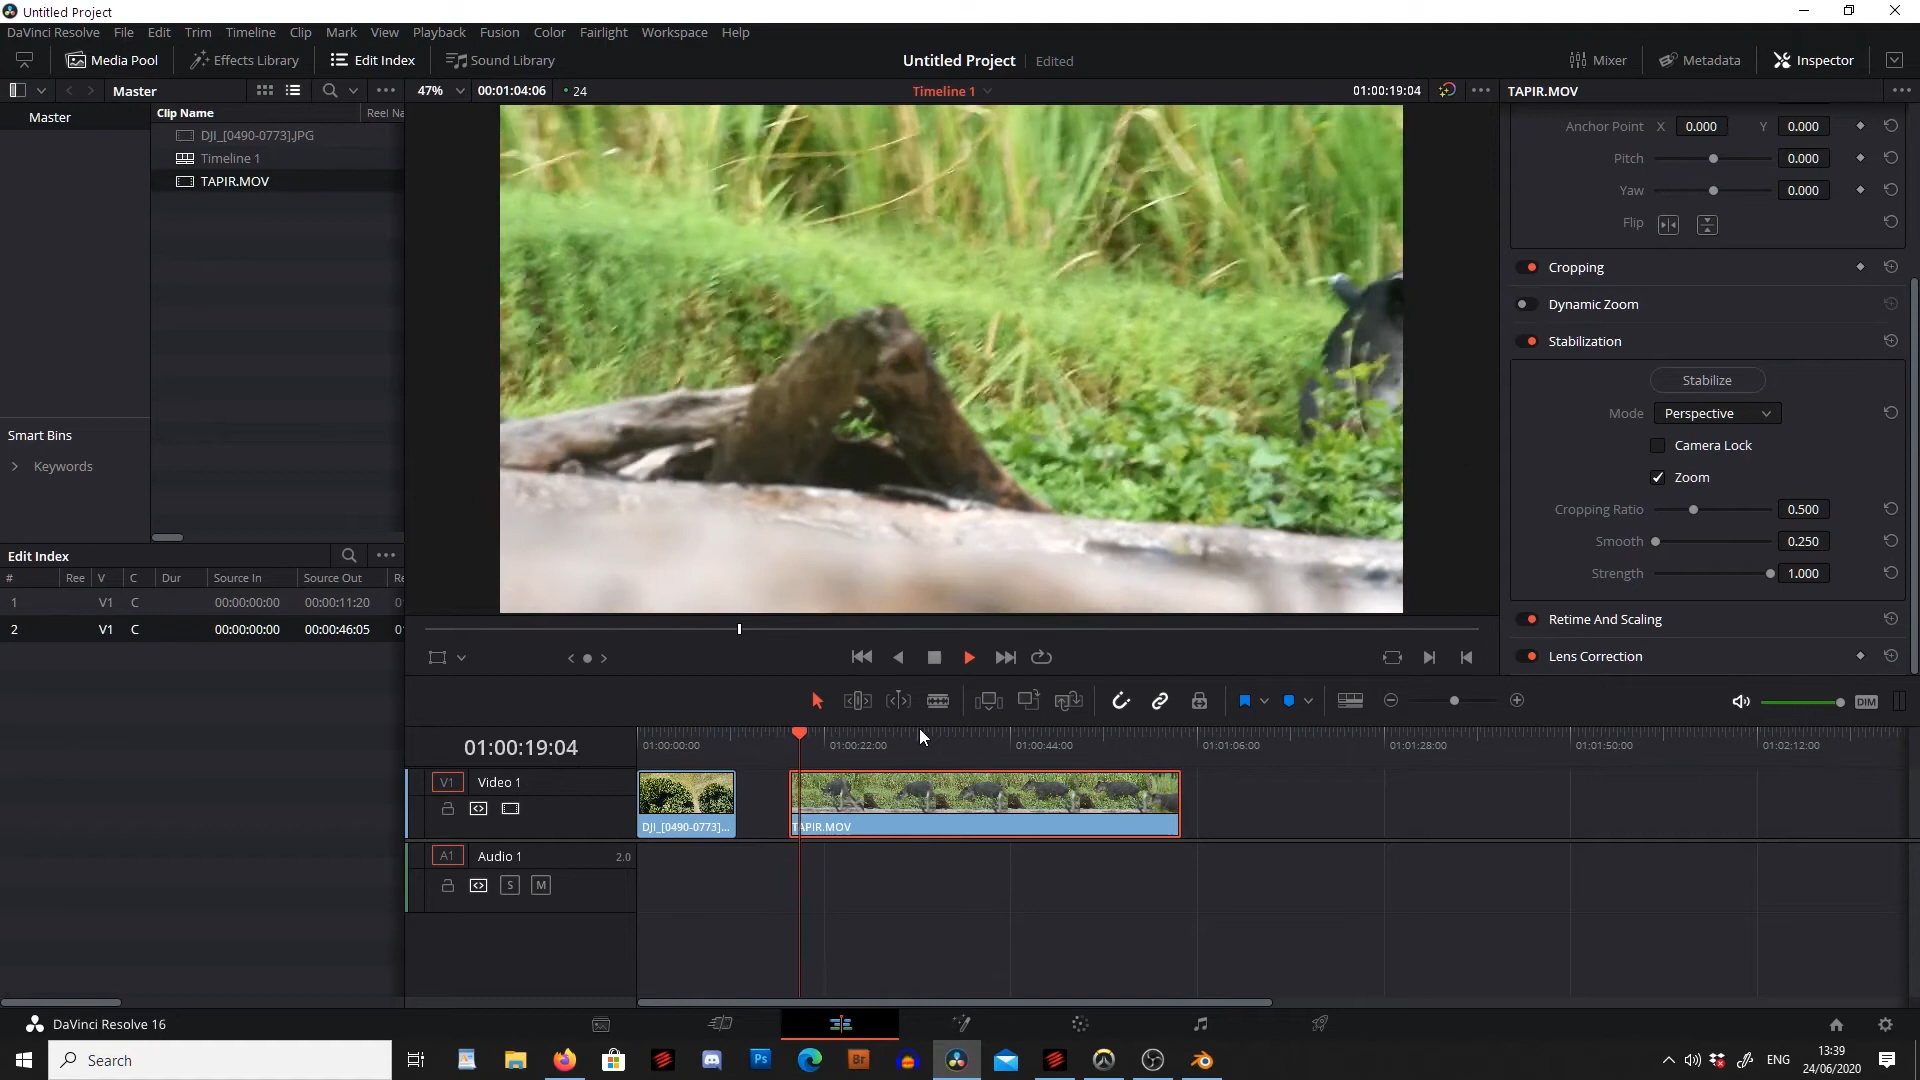 Untitled Project
DaVinci Resolve File Edit Trim Timeline Clip Mark View Playback Fusion Color Fairlight Workspace Help
Media Pool Effects Library Edit Index Sound Library Untitled Project Edited Mixer Metadata Inspector
Master 47% 00:01:04:06 24 Timeline 1 01:00:19:04 TAPIR.MOV
Master Clip Name Reel Na
DJI_[0490-0773].JPG
Timeline 1
TAPIR.MOV
Anchor Point X 0.000 Y 0.000
Pitch 0.000
Yaw 0.000
Flip
Cropping
Dynamic Zoom
Stabilization
Stabilize
Mode Perspective
Camera Lock
Zoom
Cropping Ratio 0.500
Smooth 0.250
Strength 1.000
Retime And Scaling
Lens Correction
Smart Bins
Keywords
Edit Index
# Ree V C Dur Source In Source Out Re
1 V1 C 00:00:00:00 00:00:11:20 0
2 V1 C 00:00:00:00 00:00:46:05 0
DIM
01:00:19:04 01:00:00:00 01:00:22:00 01:00:44:00 01:01:06:00 01:01:28:00 01:01:50:00 01:02:12:00
V1 Video 1
DJI_[0490-0773]... TAPIR.MOV
A1 Audio 1 2.0
S M
DaVinci Resolve 16
Search Ps Br ENG 13:39
24/06/2020